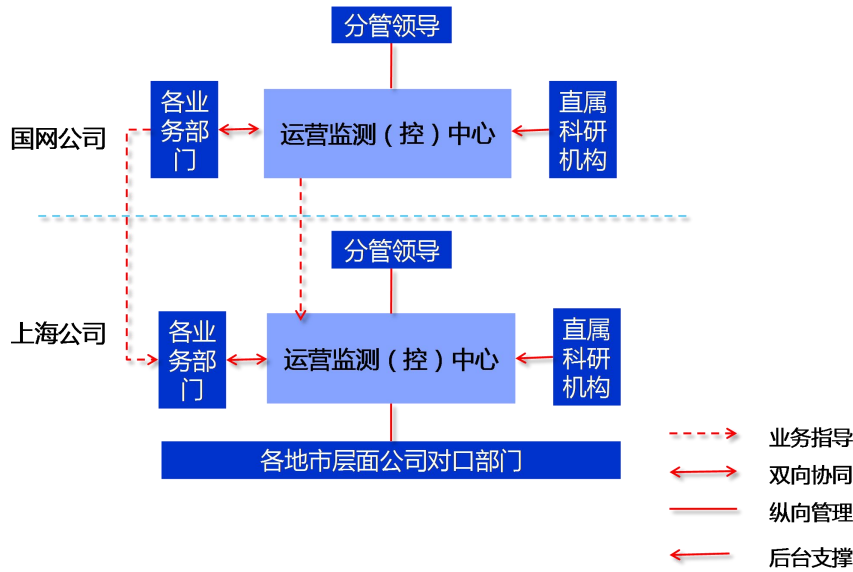 分管领导
国网公司
各业
务部
门
运营监测（控）中心
直属
科研
机构
分管领导
上海公司
各业
务部
门
运营监测（控）中心
直属
科研
机构
各地市层面公司对口部门
业务指导
双向协同
纵向管理
后台支撑